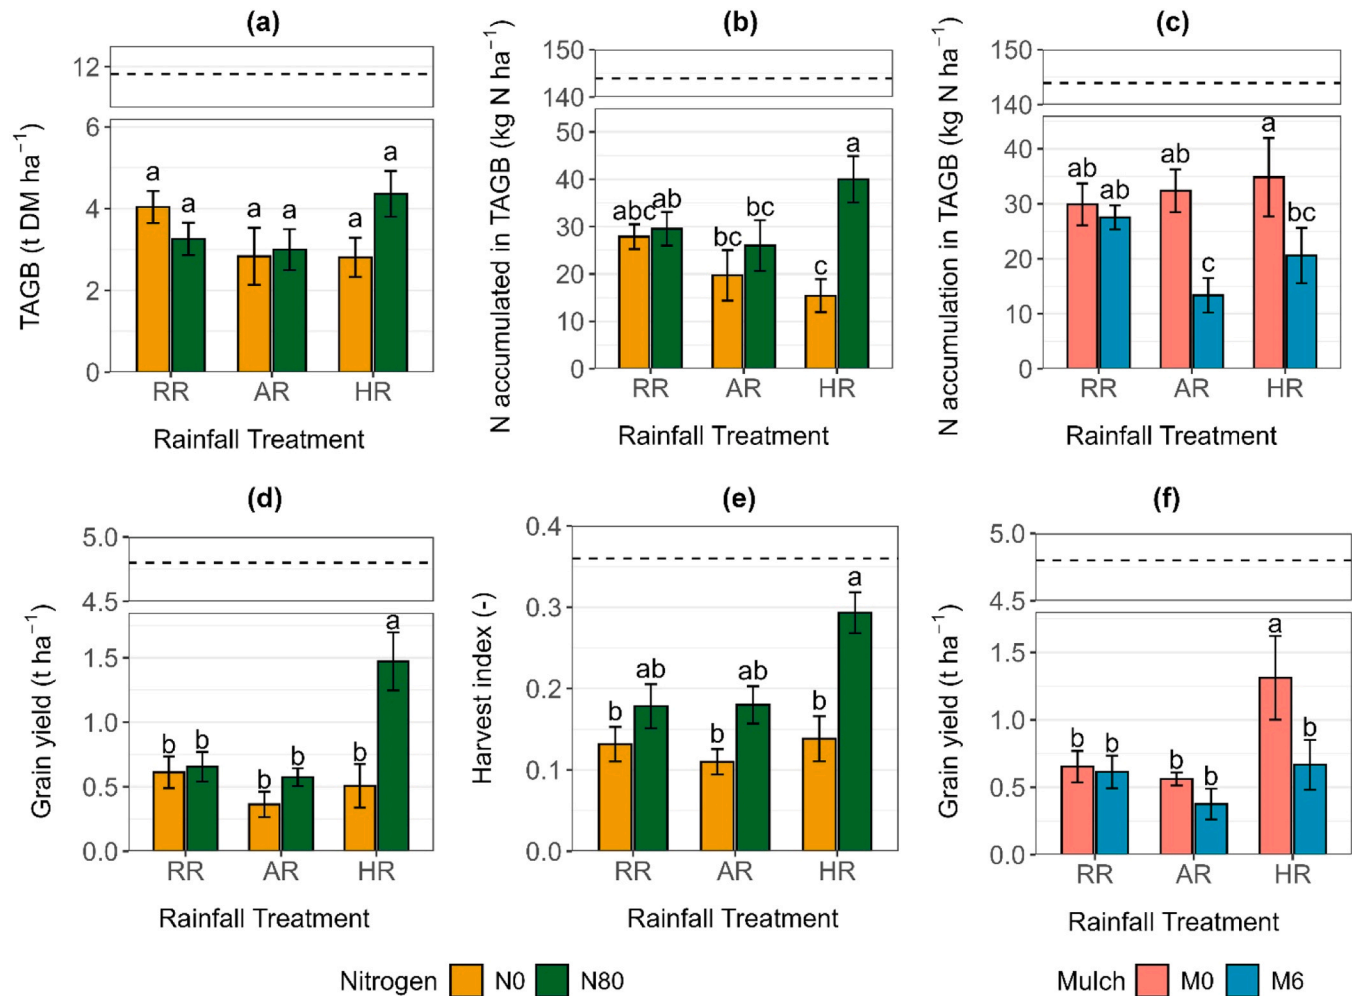 (a)
TAGB (t DM ha⁻¹)
12
6
4
2
0
a
a
a
a
a
a
RR AR HR
Rainfall Treatment
(b)
N accumulated in TAGB (kg N ha⁻¹)
150
140
50
40
30
20
10
0
abc
ab
bc
bc
c
a
RR AR HR
Rainfall Treatment
(c)
N accumulation in TAGB (kg N ha⁻¹)
150
140
40
30
20
10
0
ab
ab
ab
c
a
bc
RR AR HR
Rainfall Treatment
(d)
Grain yield (t ha⁻¹)
5.0
4.5
1.5
1.0
0.5
0.0
b
b
b
b
b
a
RR AR HR
Rainfall Treatment
(e)
Harvest index (-)
0.4
0.3
0.2
0.1
0.0
b
ab
b
ab
b
a
RR AR HR
Rainfall Treatment
(f)
Grain yield (t ha⁻¹)
5.0
4.5
1.5
1.0
0.5
0.0
b
b
b
b
a
b
RR AR HR
Rainfall Treatment
Nitrogen N0 N80
Mulch M0 M6